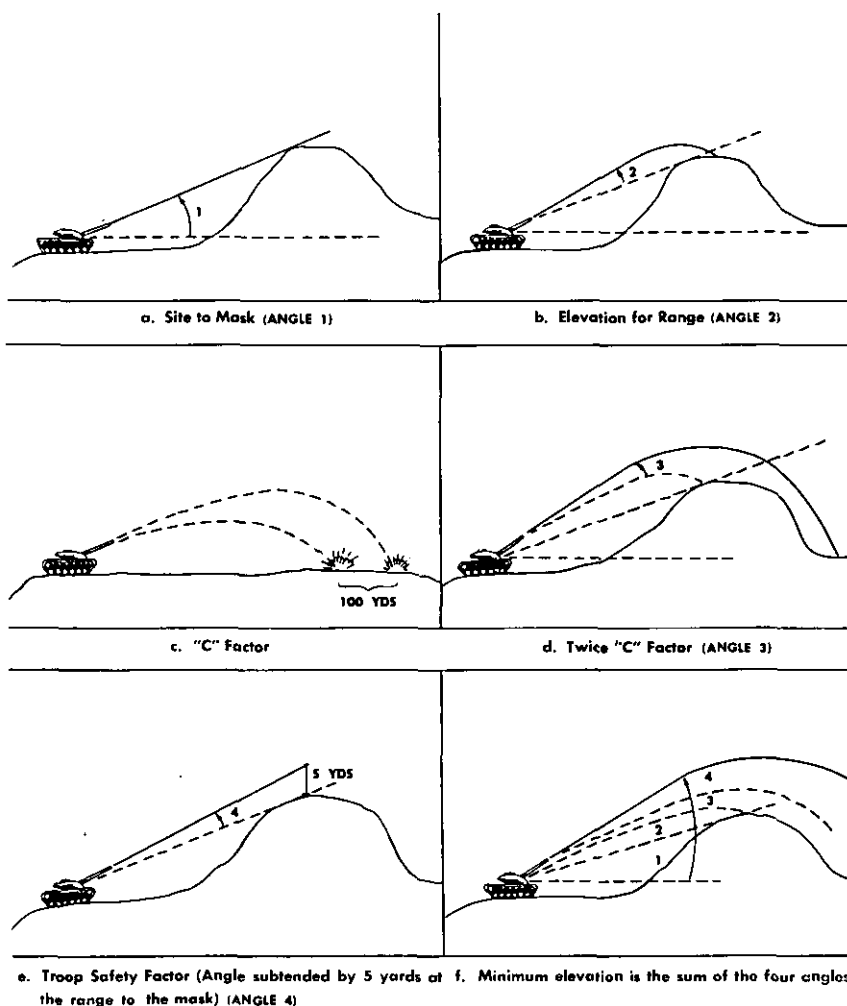 1
a. Site to Mask (ANGLE 1)
2
b. Elevation for Range (ANGLE 2)
100 YDS
c. "C" Factor
3
d. Twice "C" Factor (ANGLE 3)
5 YDS
4
e. Troop Safety Factor (Angle subtended by 5 yards at
the range to the mask) (ANGLE 4)
4
3
2
1
f. Minimum elevation is the sum of the four angles